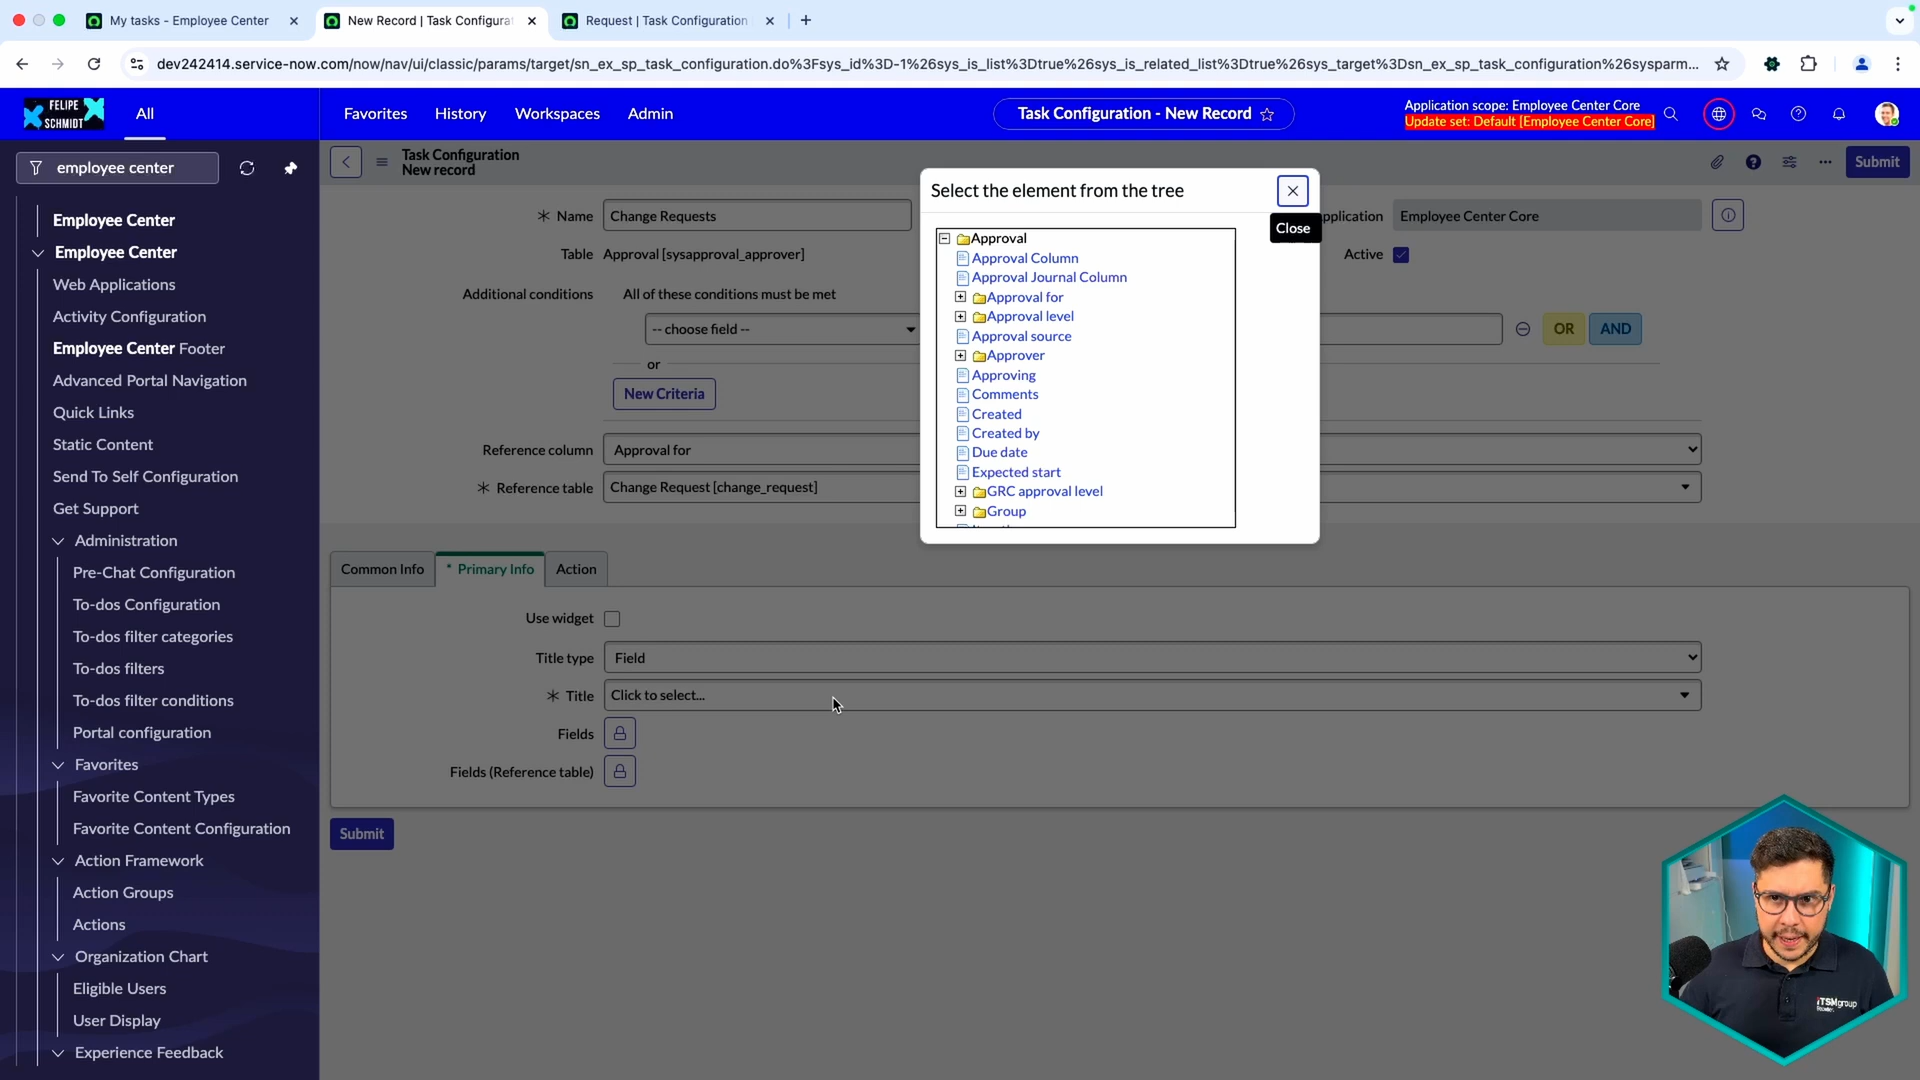 My tasks - Employee Center
New Record | Task Configurat
Request | Task Configuration
dev242414.service-now.com/now/nav/ui/classic/params/target/sn_ex_sp_task_configuration.do%3Fsys_id%3D-1%26sys_is_list%3Dtrue%26sys_is_related_list%3Dtrue%26sys_target%3Dsn_ex_sp_task_configuration%26sysparm...
FELIPE
SCHMIDT
All
Favorites
History
Workspaces
Admin
Task Configuration - New Record
Application scope: Employee Center Core
Update set: Default [Employee Center Core]
employee center
Employee Center
Employee Center
Web Applications
Activity Configuration
Employee Center Footer
Advanced Portal Navigation
Quick Links
Static Content
Send To Self Configuration
Get Support
Administration
Pre-Chat Configuration
To-dos Configuration
To-dos filter categories
To-dos filters
To-dos filter conditions
Portal configuration
Favorites
Favorite Content Types
Favorite Content Configuration
Action Framework
Action Groups
Actions
Organization Chart
Eligible Users
User Display
Experience Feedback
Task Configuration
New record
Submit
Name
Change Requests
Application
Employee Center Core
Table
Approval [sysapproval_approver]
Active
Additional conditions
All of these conditions must be met
-- choose field --
OR
AND
or
New Criteria
Reference column
Approval for
Reference table
Change Request [change_request]
Select the element from the tree
Close
Approval
Approval Column
Approval Journal Column
Approval for
Approval level
Approval source
Approver
Approving
Comments
Created
Created by
Due date
Expected start
GRC approval level
Group
Common Info
* Primary Info
Action
Use widget
Title type
Field
Title
Click to select...
Fields
Fields (Reference table)
Submit
iTSMgroup